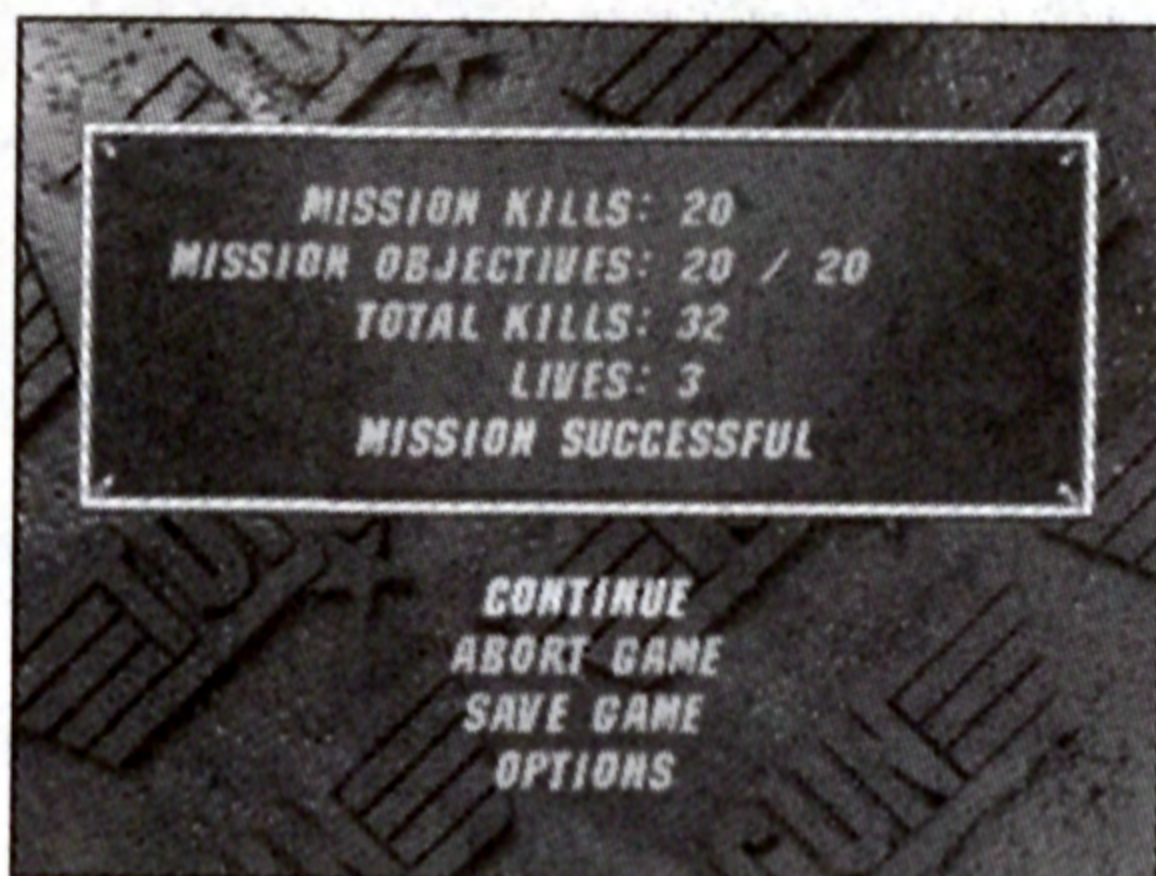 MISSION KILLS: 20
MISSION OBJECTIVES: 20 / 20
TOTAL KILLS: 32
LIVES: 3
MISSION SUCCESSFUL
CONTINUE
ABORT GAME
SAVE GAME
OPTIONS